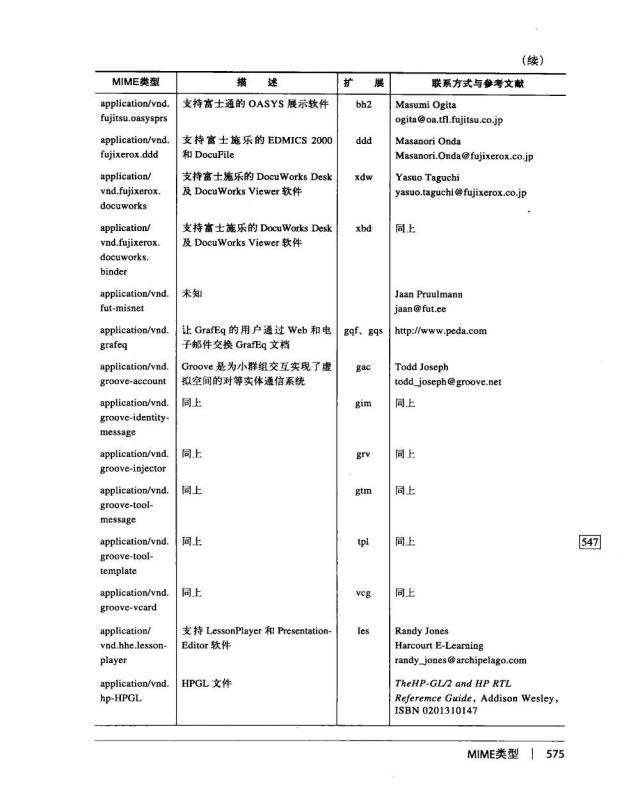 (续)
MIME类型 描 述 扩 展 联系方式与参考文献
application/vnd. 支持富士通的 OASYS 展示软件 bh2 Masumi Ogita
fujitsu.oasysprs ogita@oa.tfl.fujitsu.co.jp
application/vnd. 支持富士施乐的 EDMICS 2000 ddd Masanori Onda
fujixerox.ddd 和 DocuFile Masanori.Onda@fujixerox.co.jp
application/ 支持富士施乐的 DocuWorks Desk xdw Yasuo Taguchi
vnd.fujixerox. 及 DocuWorks Viewer 软件 yasuo.taguchi@fujixerox.co.jp
docuworks
application/ 支持富士施乐的 DocuWorks Desk xbd 同上
vnd.fujixerox. 及 DocuWorks Viewer 软件
docuworks.
binder
application/vnd. 未知 Jaan Pruulmann
fut-misnet jaan@fut.ee
application/vnd. 让 GrafEq 的用户通过 Web 和电 gqf、gqs http://www.peda.com
grafeq 子邮件交换 GrafEq 文档
application/vnd. Groove 是为小群组交互实现了虚 gac Todd Joseph
groove-account 拟空间的对等实体通信系统 todd_joseph@groove.net
application/vnd. 同上 gim 同上
groove-identity-
message
application/vnd. 同上 grv 同上
groove-injector
application/vnd. 同上 gtm 同上
groove-tool-
message
application/vnd. 同上 tpl 同上
groove-tool-
template
547
application/vnd. 同上 vcg 同上
groove-vcard
application/ 支持 LessonPlayer 和 Presentation- les Randy Jones
vnd.hhe.lesson- Editor 软件 Harcourt E-Learning
player randy_jones@archipelago.com
application/vnd. HPGL 文件 TheHP-GL/2 and HP RTL
hp-HPGL Referemce Guide, Addison Wesley,
ISBN 0201310147
MIME类型 | 575